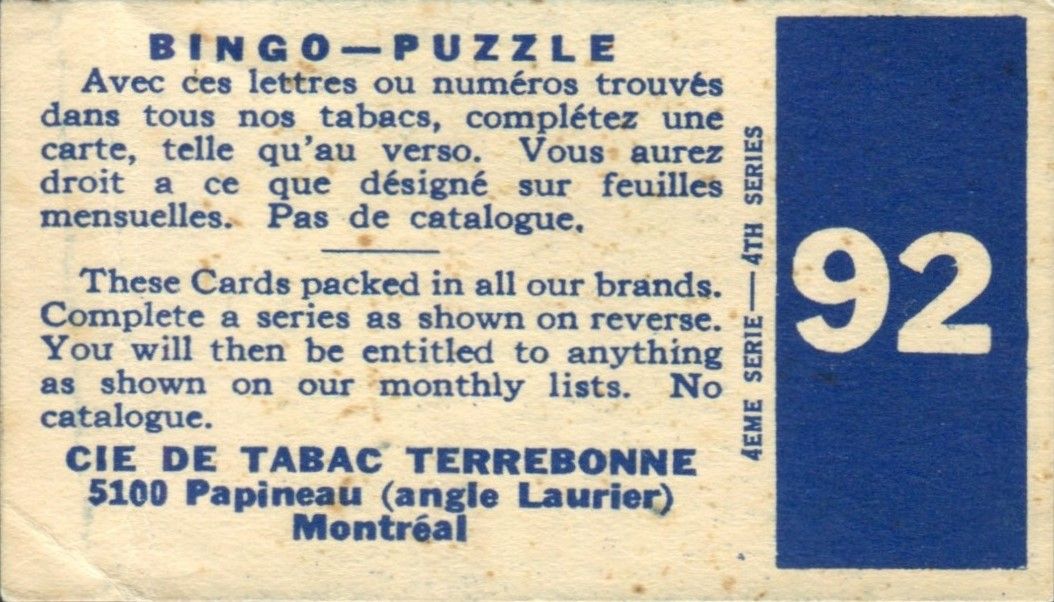 BINGO—PUZZLE
Avec ces lettres ou numéros trouvés
dans tous nos tabacs, complétez une
carte, telle qu'au verso. Vous aurez
droit a ce que désigné sur feuilles
mensuelles. Pas de catalogue.
These Cards packed in all our brands.
Complete a series as shown on reverse.
You will then be entitled to anything
as shown on our monthly lists. No
catalogue.
CIE DE TABAC TERREBONNE
5100 Papineau (angle Laurier)
Montréal
4EME SERIE—4TH SERIES
92